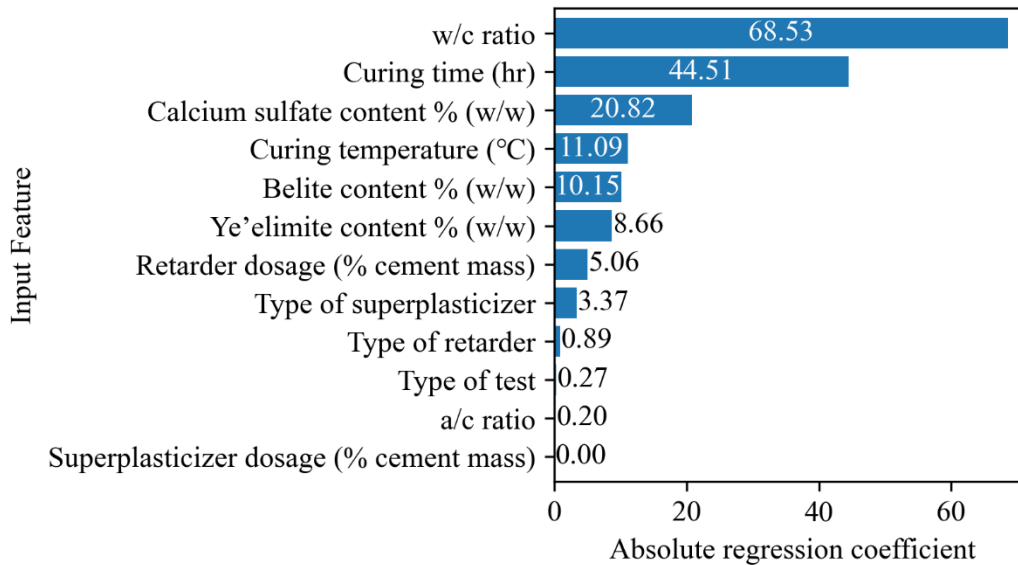 Input Feature
w/c ratio 68.53
Curing time (hr) 44.51
Calcium sulfate content % (w/w) 20.82
Curing temperature (℃) 11.09
Belite content % (w/w) 10.15
Ye’elimite content % (w/w) 8.66
Retarder dosage (% cement mass) 5.06
Type of superplasticizer 3.37
Type of retarder 0.89
Type of test 0.27
a/c ratio 0.20
Superplasticizer dosage (% cement mass) 0.00
0 20 40 60
Absolute regression coefficient